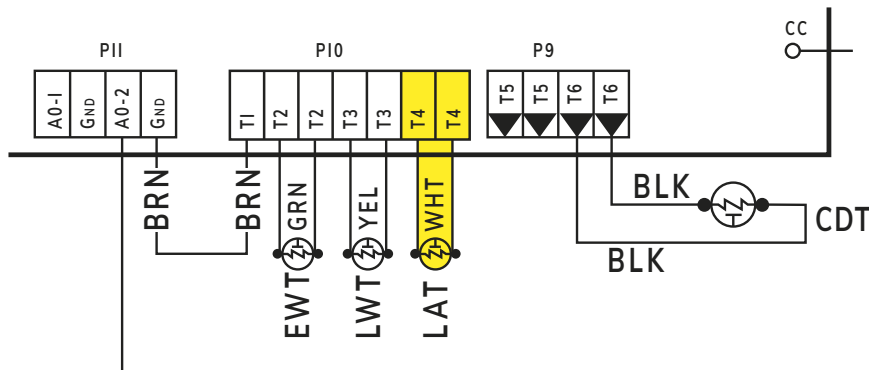 P11 P10 P9 CC
A0-1 GND A0-2 GND
T1 T2 T2 T3 T3 T4 T4
T5 T5 T6 T6
BRN BRN GRN YEL WHT
BLK
CDT
BLK
EWT LWT LAT